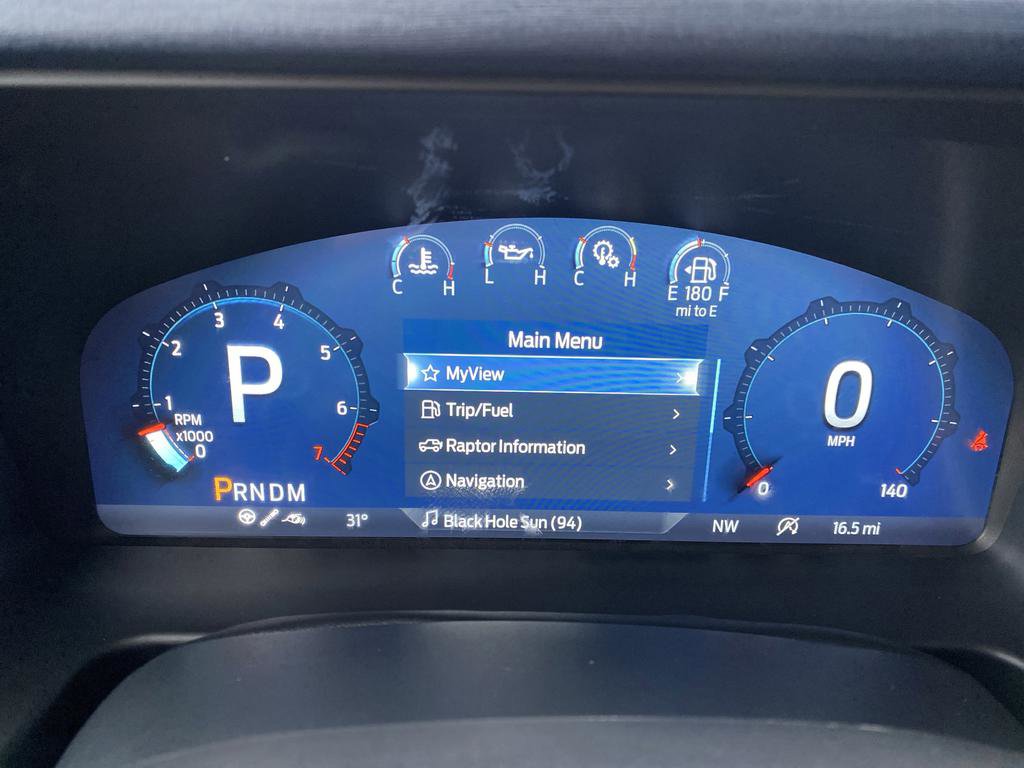 C H
L H
C H
E 180 F
mi to E
1
2
3
4
5
6
7
RPM
x1000
0
P
PRNDM
Main Menu
MyView
Trip/Fuel
Raptor Information
Navigation
0
MPH
0
140
31°
Black Hole Sun (94)
NW
16.5 mi